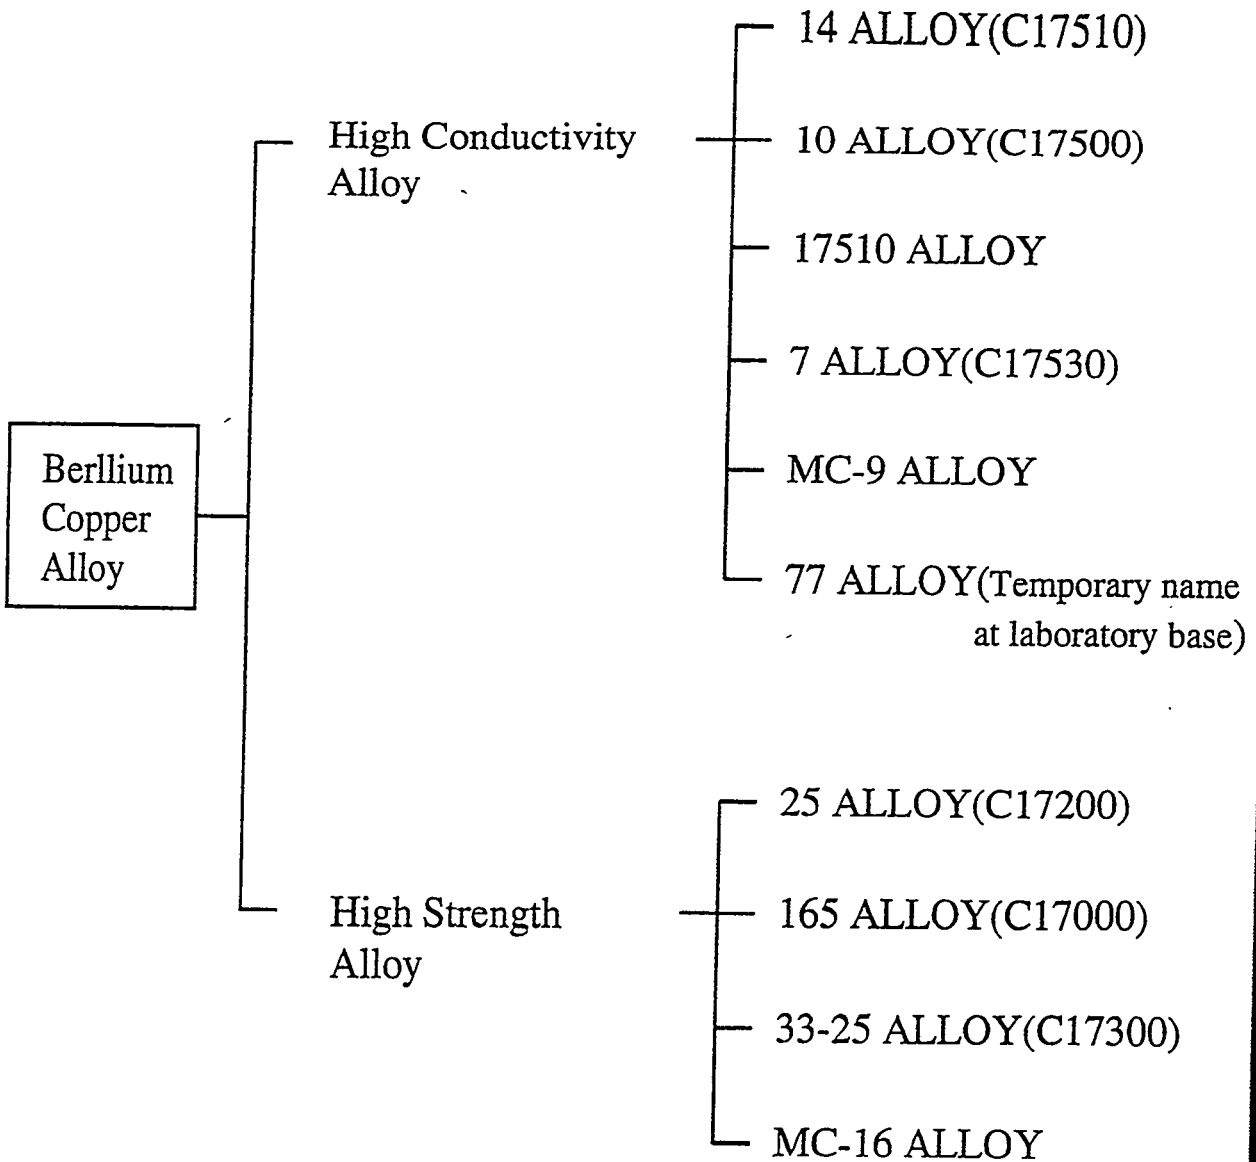 14 ALLOY(C17510)
High Conductivity
Alloy
10 ALLOY(C17500)
17510 ALLOY
7 ALLOY(C17530)
Berllium
Copper
Alloy
MC-9 ALLOY
77 ALLOY(Temporary name
at laboratory base)
25 ALLOY(C17200)
High Strength
Alloy
165 ALLOY(C17000)
33-25 ALLOY(C17300)
MC-16 ALLOY